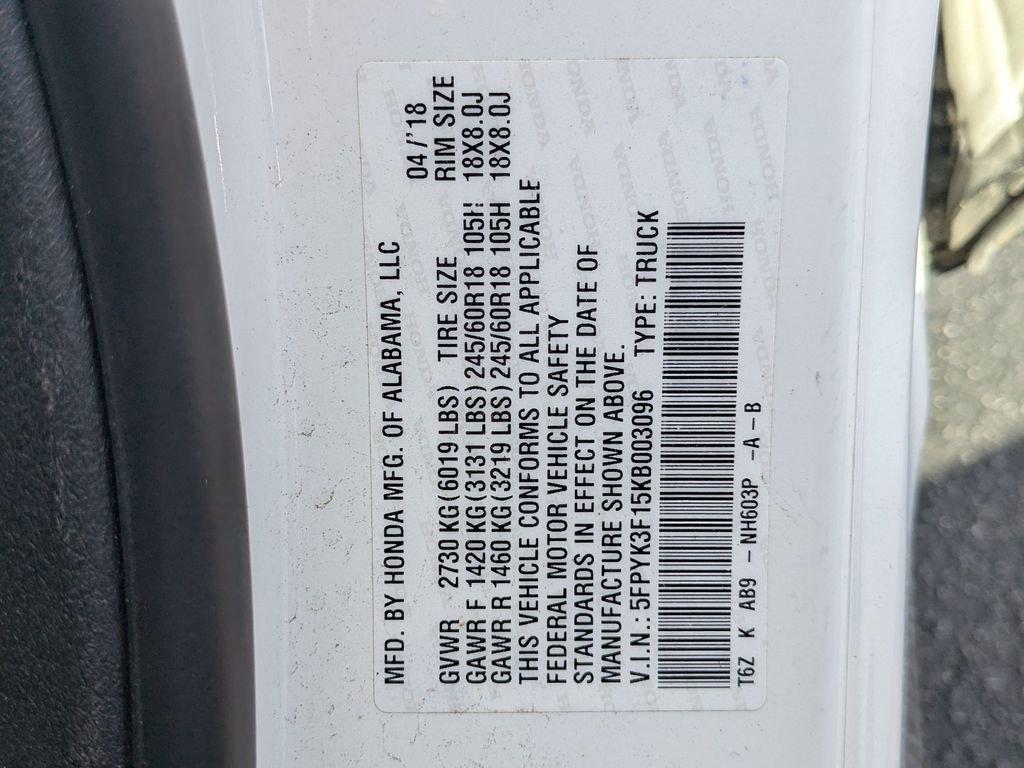 MFD. BY HONDA MFG. OF ALABAMA, LLC 04/'18
GVWR 2730 KG(6019 LBS) TIRE SIZE RIM SIZE
GAWR F 1420 KG(3131 LBS) 245/60R18 105H 18X8.0J
GAWR R 1460 KG(3219 LBS) 245/60R18 105H 18X8.0J
THIS VEHICLE CONFORMS TO ALL APPLICABLE
FEDERAL MOTOR VEHICLE SAFETY
STANDARDS IN EFFECT ON THE DATE OF
MANUFACTURE SHOWN ABOVE.
V.I.N.: 5FPYK3F15KB003096 TYPE: TRUCK
T6Z K AB9 -NH603P -A-B